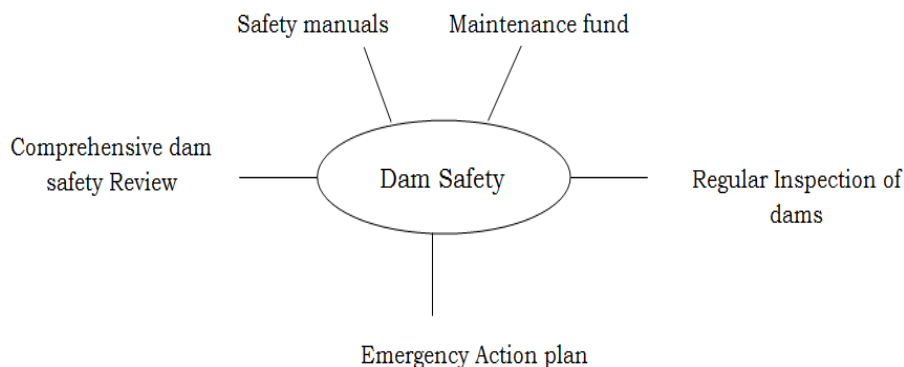 Safety manuals
Maintenance fund
Comprehensive dam
safety Review
Dam Safety
Regular Inspection of
dams
Emergency Action plan